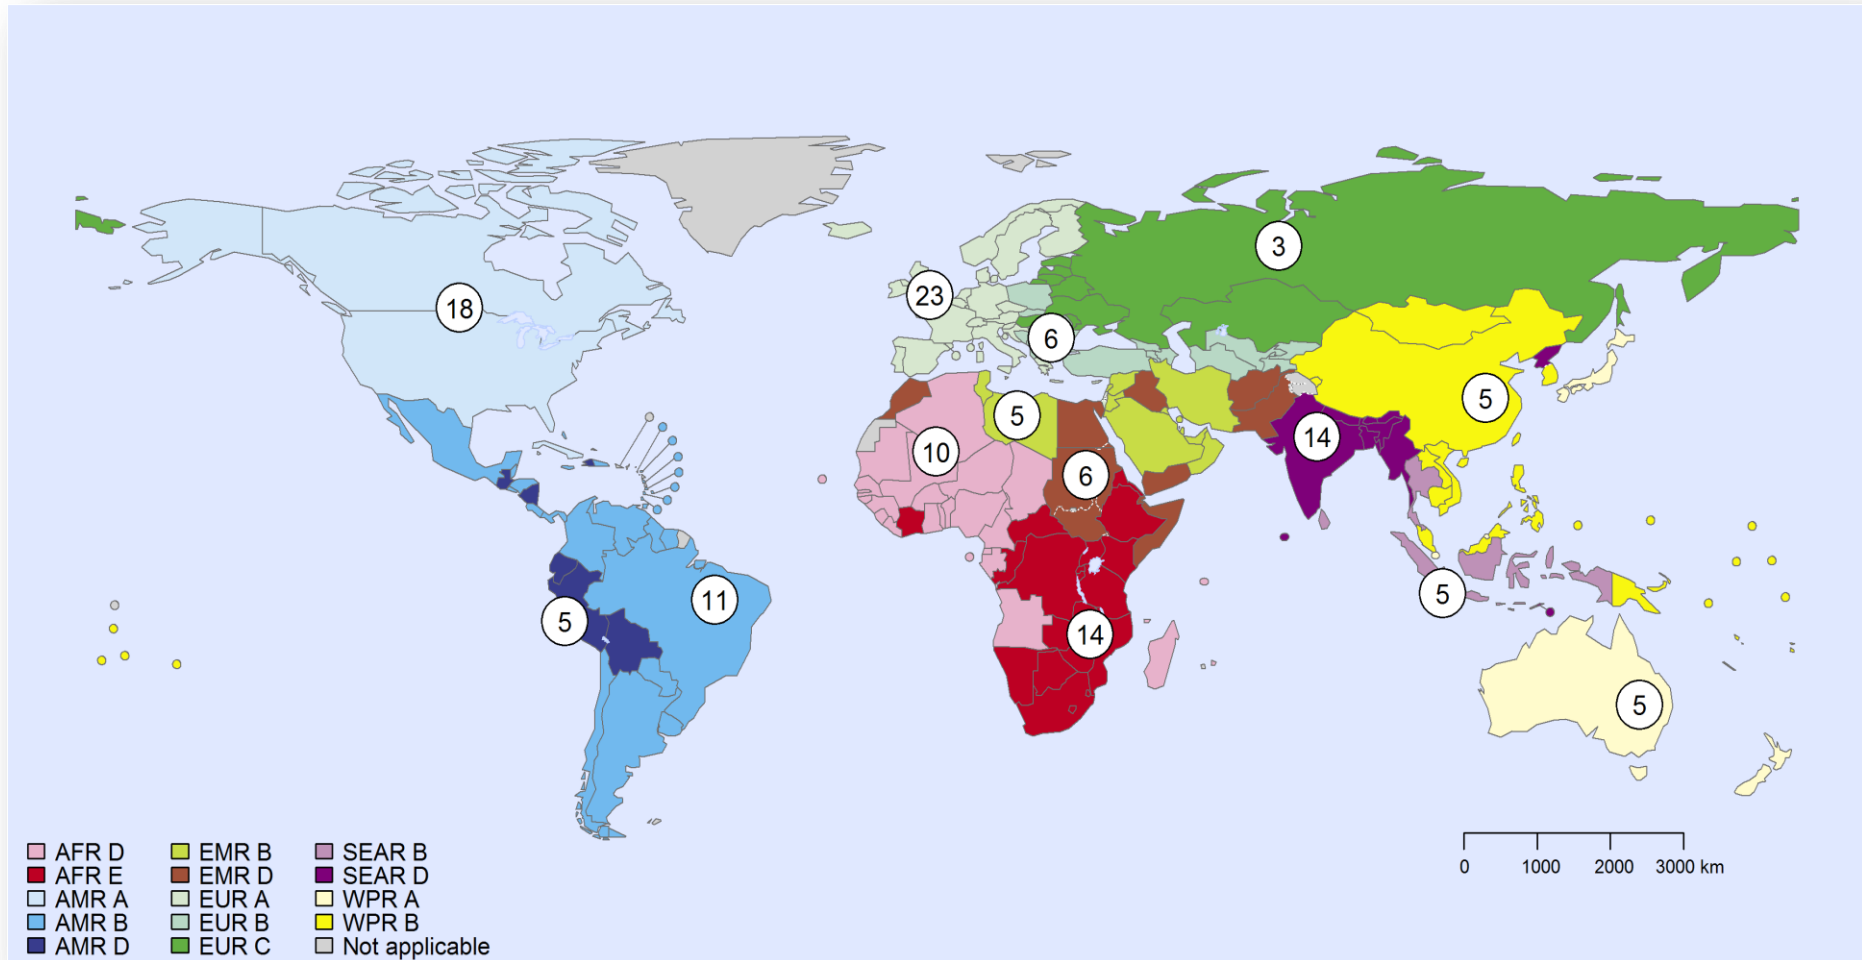 3
23
18
6
5
5
10
14
6
5
11
5
14
5
AFR D
AFR E
AMR A
AMR B
AMR D
EMR B
EMR D
EUR A
EUR B
EUR C
SEAR B
SEAR D
WPR A
WPR B
Not applicable
0 1000 2000 3000 km